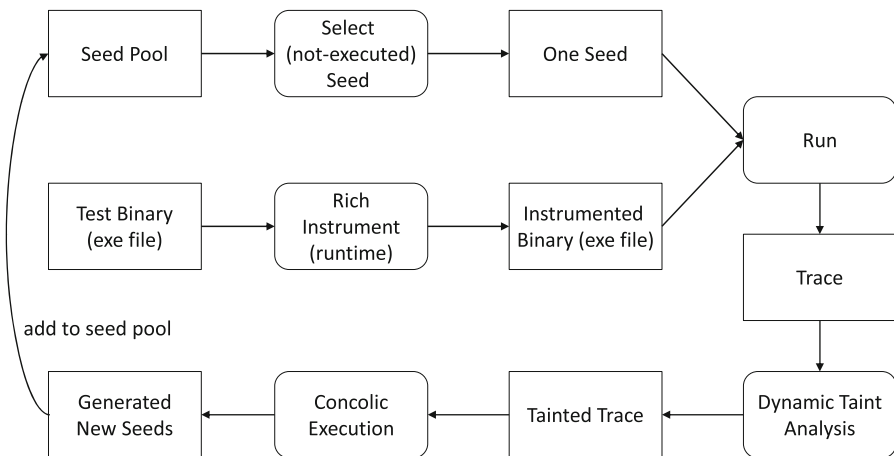 Seed Pool
Select
(not-executed)
Seed
One Seed
Run
Test Binary
(exe file)
Rich
Instrument
(runtime)
Instrumented
Binary (exe file)
Trace
add to seed pool
Generated
New Seeds
Concolic
Execution
Tainted Trace
Dynamic Taint
Analysis